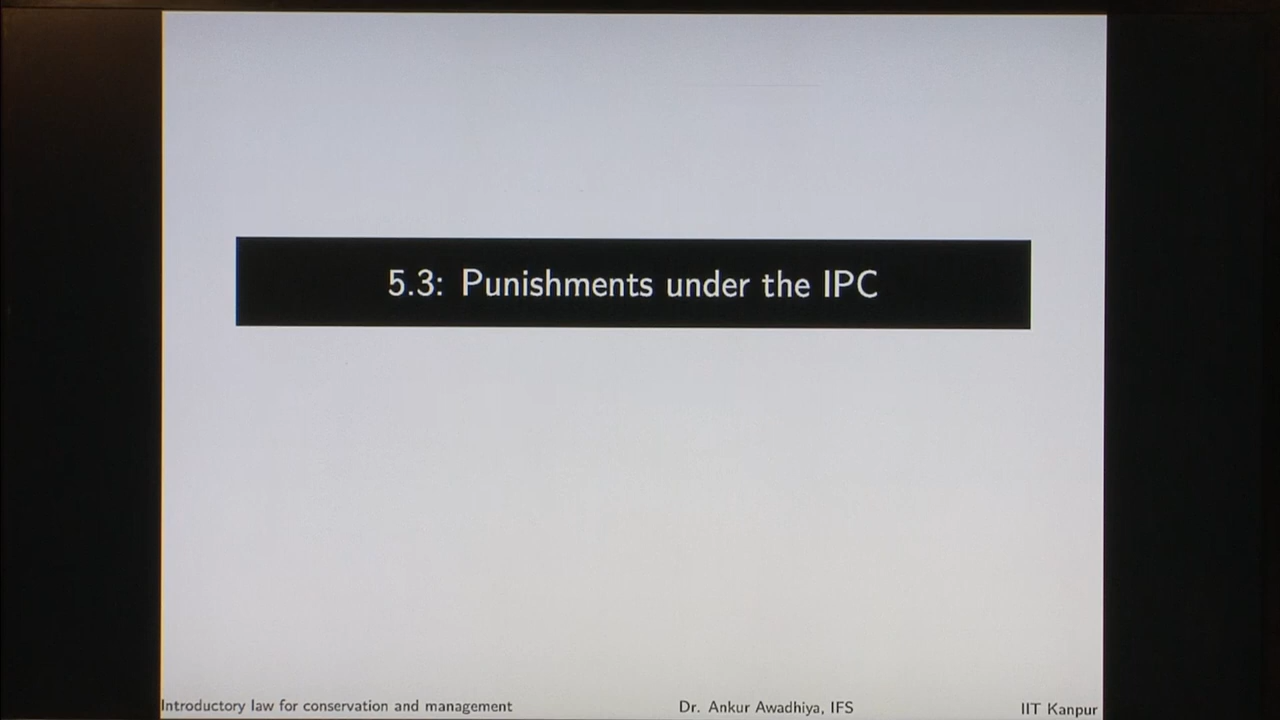 5.3: Punishments under the IPC
Introductory law for conservation and management Dr. Ankur Awadhiya, IFS IIT Kanpur